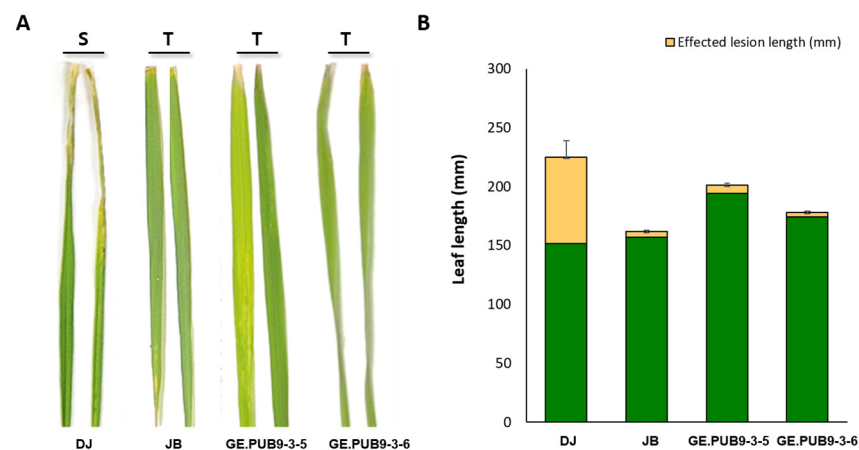 A
S
T
T
T
DJ
JB
GE.PUB9-3-5
GE.PUB9-3-6
B
Effected lesion length (mm)
Leaf length (mm)
300
250
200
150
100
50
0
DJ
JB
GE.PUB9-3-5
GE.PUB9-3-6